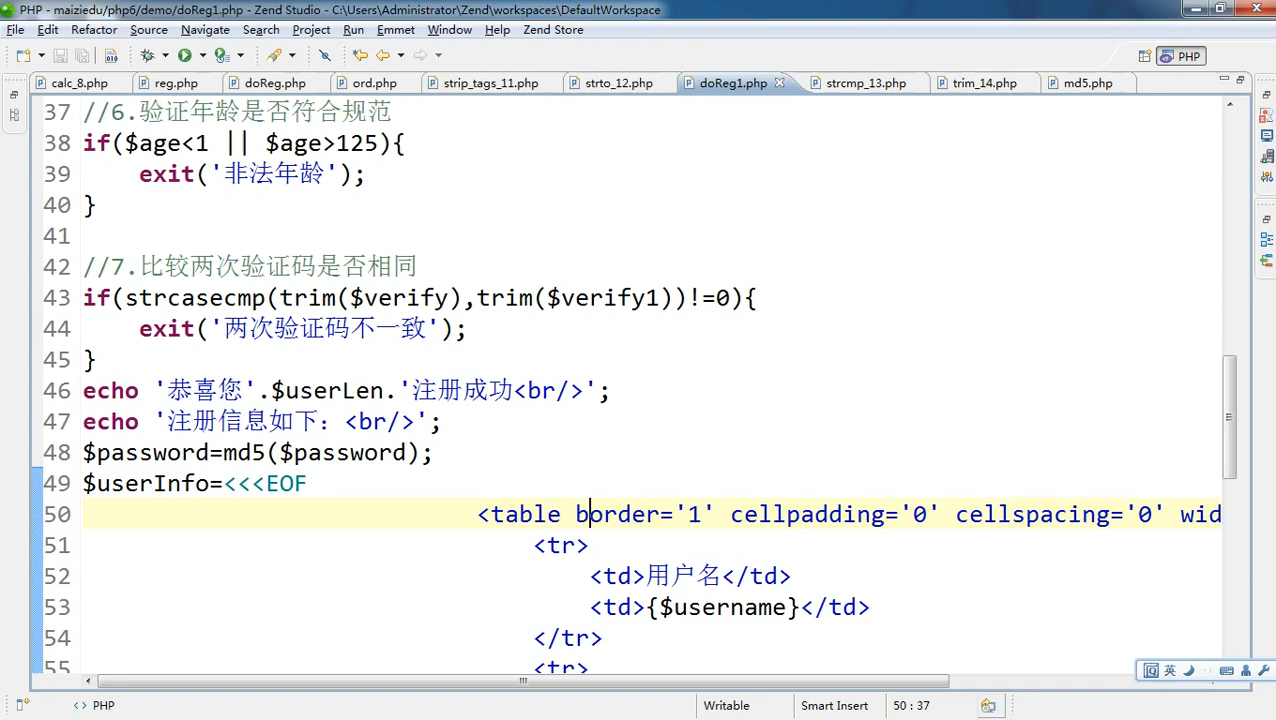 PHP - maiziedu/php6/demo/doReg1.php - Zend Studio - C:\Users\Administrator\Zend\workspaces\DefaultWorkspace
File Edit Refactor Source Navigate Search Project Run Emmet Window Help Zend Store
PHP
calc_8.php reg.php doReg.php ord.php strip_tags_11.php strto_12.php doReg1.php strcmp_13.php trim_14.php md5.php
37 //6.验证年龄是否符合规范
38 if($age<1 || $age>125){
39 exit('非法年龄');
40 }
41
42 //7.比较两次验证码是否相同
43 if(strcasecmp(trim($verify),trim($verify1))!=0){
44 exit('两次验证码不一致');
45 }
46 echo '恭喜您'.$userLen.'注册成功<br/>';
47 echo '注册信息如下：<br/>';
48 $password=md5($password);
49 $userInfo=<<<EOF
50 <table border='1' cellpadding='0' cellspacing='0' wid
51 <tr>
52 <td>用户名</td>
53 <td>{$username}</td>
54 </tr>
55 <tr>
英
<> PHP Writable Smart Insert 50 : 37